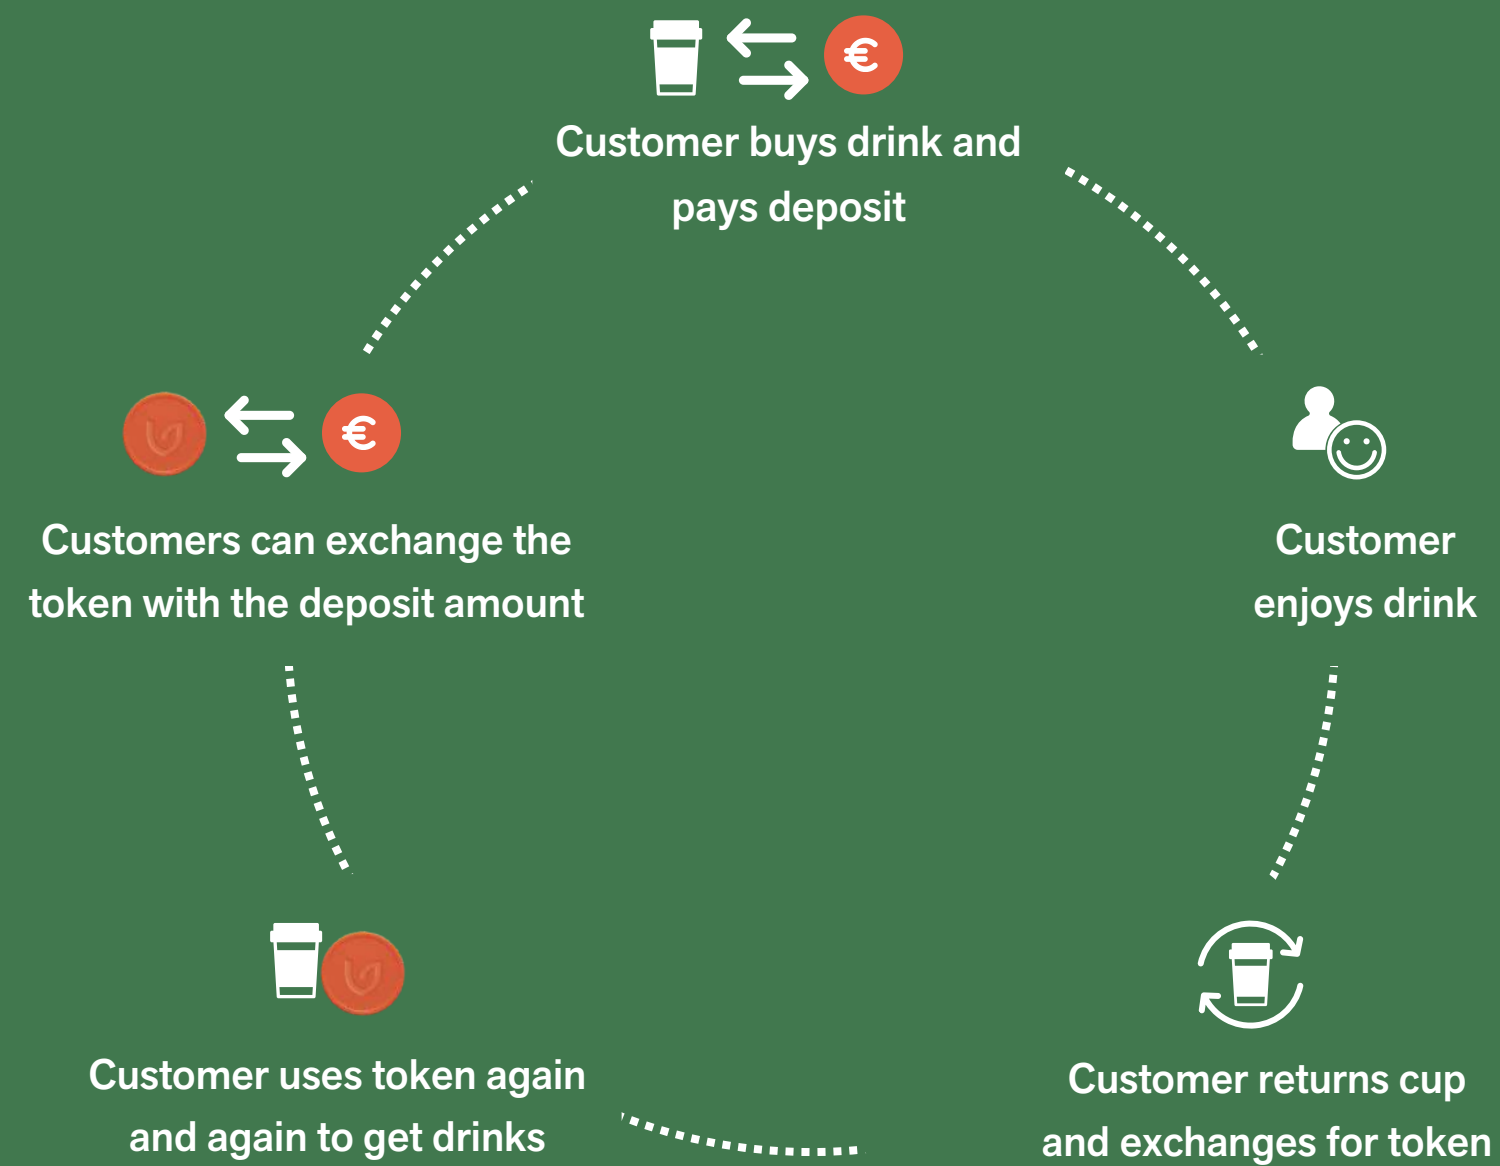 €
Customer buys drink and
pays deposit
€
Customers can exchange the
token with the deposit amount
Customer
enjoys drink
Customer uses token again
and again to get drinks
Customer returns cup
and exchanges for token